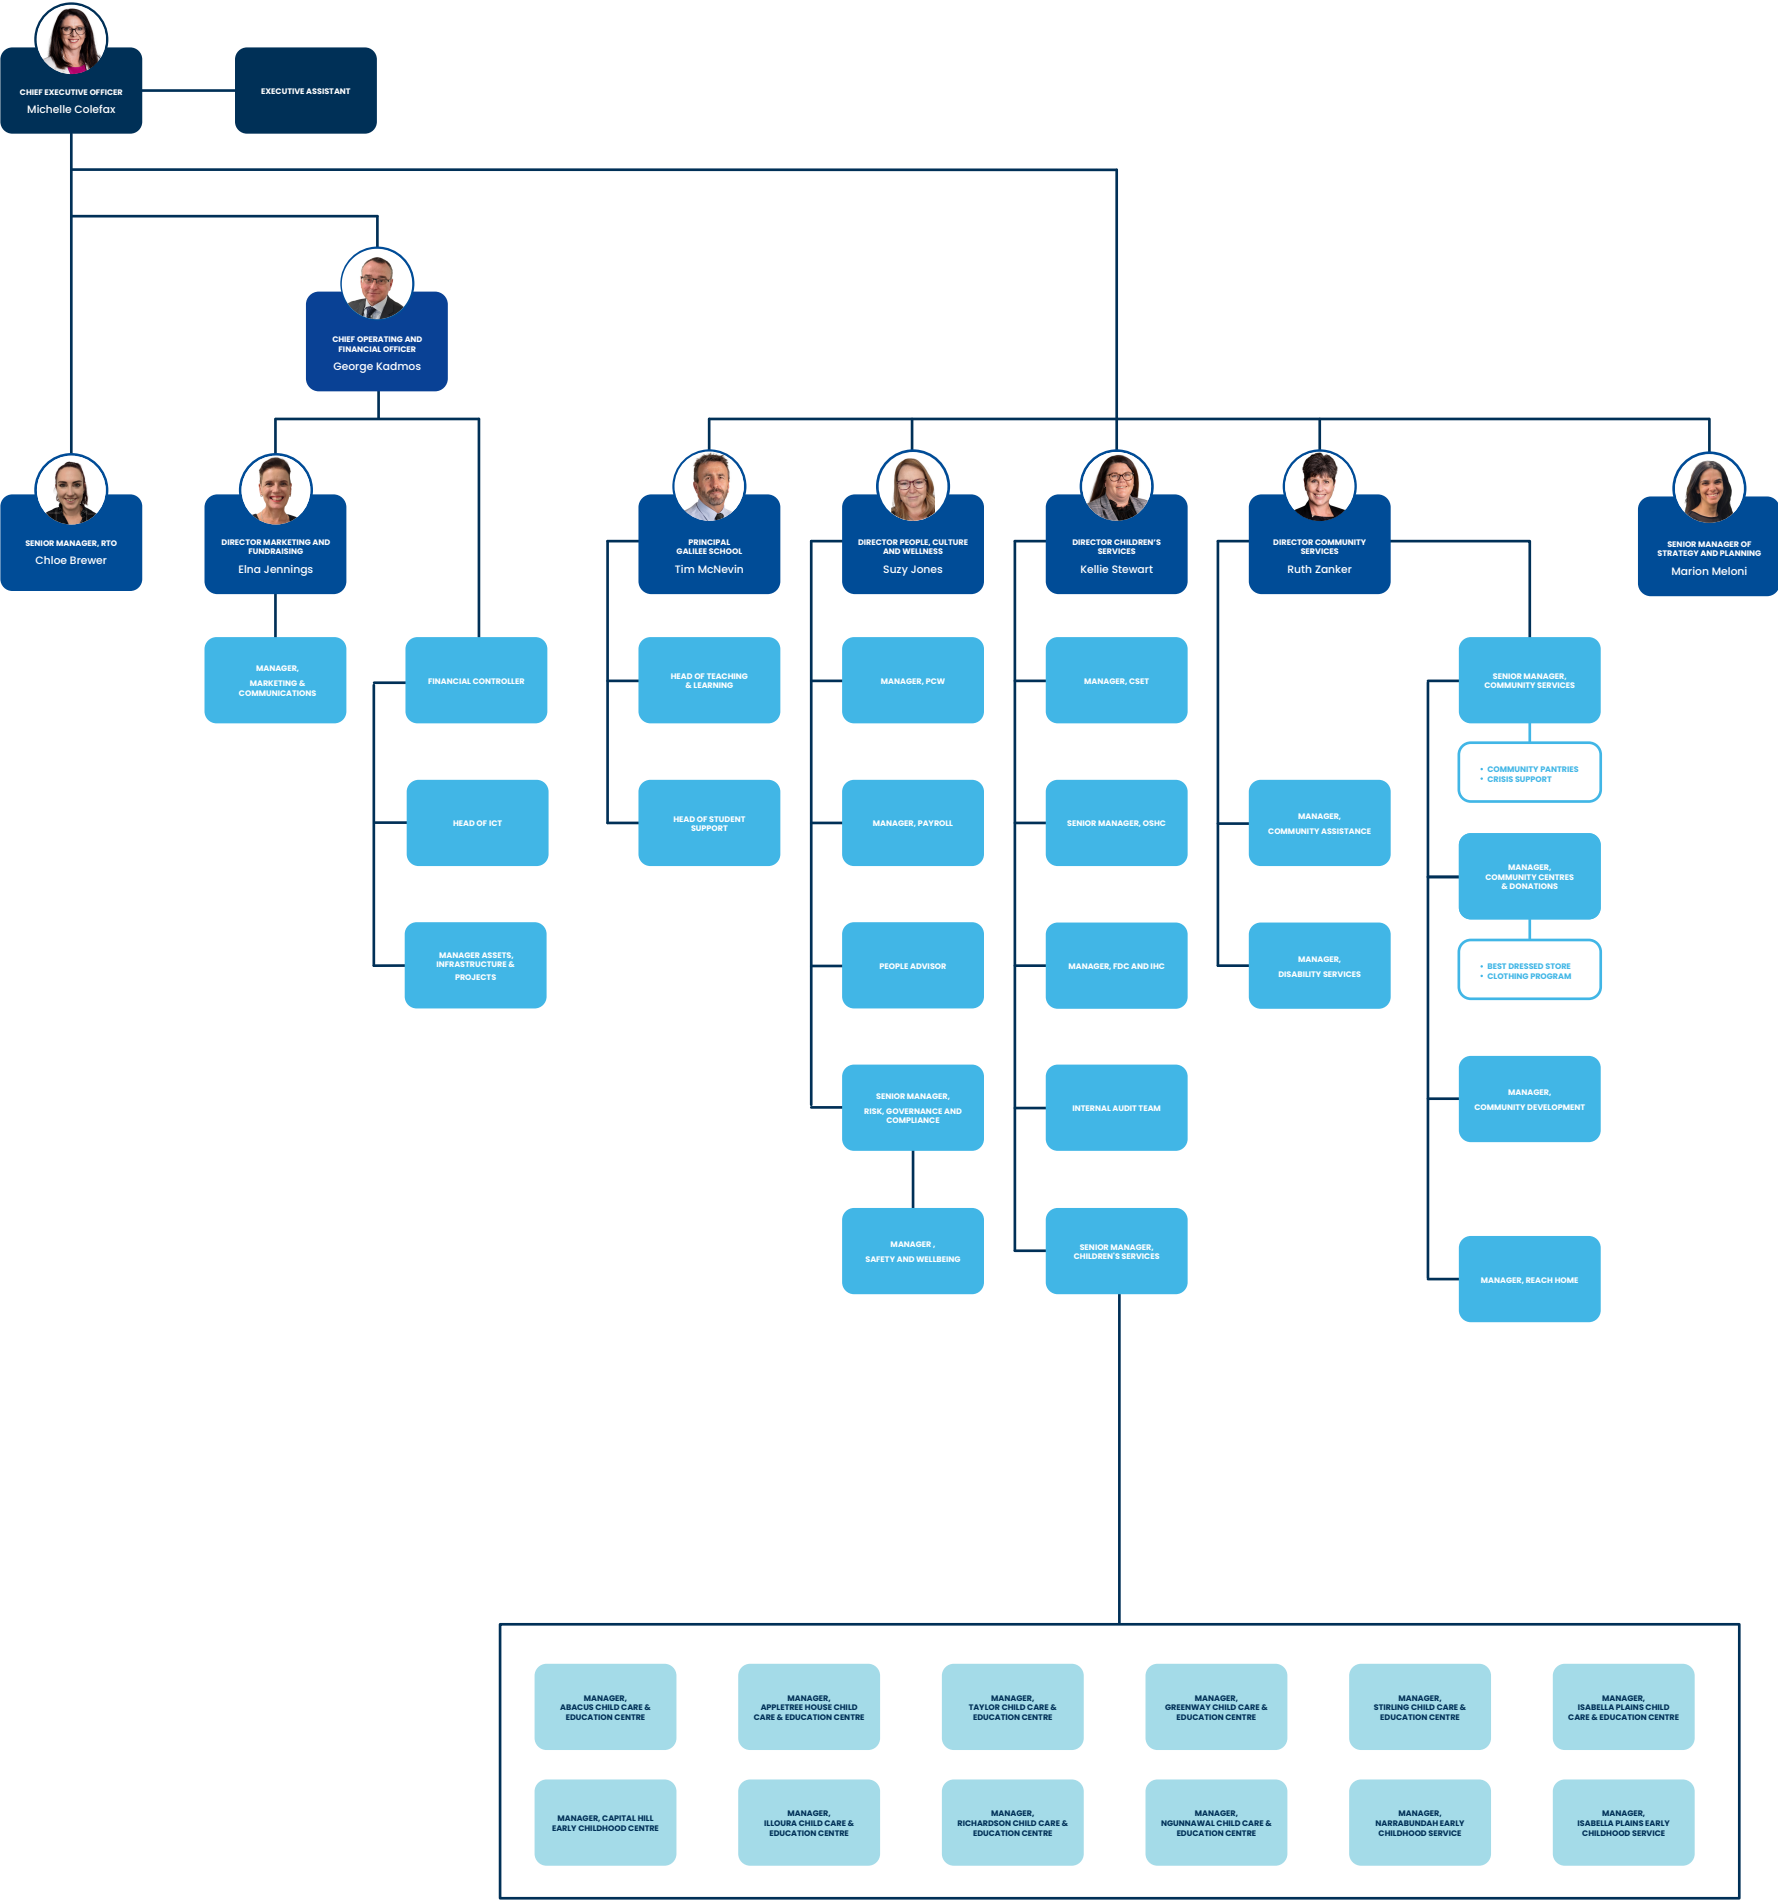 CHIEF EXECUTIVE OFFICER
Michelle Colefax
EXECUTIVE ASSISTANT
CHIEF OPERATING AND
FINANCIAL OFFICER
George Kadmos
SENIOR MANAGER, RTO
Chloe Brewer
DIRECTOR MARKETING AND
FUNDRAISING
Elna Jennings
PRINCIPAL
GALILEE SCHOOL
Tim McNevin
DIRECTOR PEOPLE, CULTURE
AND WELLNESS
Suzy Jones
DIRECTOR CHILDREN'S
SERVICES
Kellie Stewart
DIRECTOR COMMUNITY
SERVICES
Ruth Zanker
SENIOR MANAGER OF
STRATEGY AND PLANNING
Marion Meloni
MANAGER,
MARKETING &
COMMUNICATIONS
FINANCIAL CONTROLLER
HEAD OF TEACHING
& LEARNING
MANAGER, PCW
MANAGER, CSET
SENIOR MANAGER,
COMMUNITY SERVICES
• COMMUNITY PANTRIES
• CRISIS SUPPORT
HEAD OF ICT
HEAD OF STUDENT
SUPPORT
MANAGER, PAYROLL
SENIOR MANAGER, OSHC
MANAGER,
COMMUNITY ASSISTANCE
MANAGER,
COMMUNITY CENTRES
& DONATIONS
MANAGER ASSETS,
INFRASTRUCTURE &
PROJECTS
PEOPLE ADVISOR
MANAGER, FDC AND IHC
MANAGER,
DISABILITY SERVICES
• BEST DRESSED STORE
• CLOTHING PROGRAM
SENIOR MANAGER,
RISK, GOVERNANCE AND
COMPLIANCE
INTERNAL AUDIT TEAM
MANAGER,
COMMUNITY DEVELOPMENT
MANAGER ,
SAFETY AND WELLBEING
SENIOR MANAGER,
CHILDREN'S SERVICES
MANAGER, REACH HOME
MANAGER,
ABACUS CHILD CARE &
EDUCATION CENTRE
MANAGER,
APPLETREE HOUSE CHILD
CARE & EDUCATION CENTRE
MANAGER,
TAYLOR CHILD CARE &
EDUCATION CENTRE
MANAGER,
GREENWAY CHILD CARE &
EDUCATION CENTRE
MANAGER,
STIRLING CHILD CARE &
EDUCATION CENTRE
MANAGER,
ISABELLA PLAINS CHILD
CARE & EDUCATION CENTRE
MANAGER, CAPITAL HILL
EARLY CHILDHOOD CENTRE
MANAGER,
ILLOURA CHILD CARE &
EDUCATION CENTRE
MANAGER,
RICHARDSON CHILD CARE &
EDUCATION CENTRE
MANAGER,
NGUNNAWAL CHILD CARE &
EDUCATION CENTRE
MANAGER,
NARRABUNDAH EARLY
CHILDHOOD SERVICE
MANAGER,
ISABELLA PLAINS EARLY
CHILDHOOD SERVICE